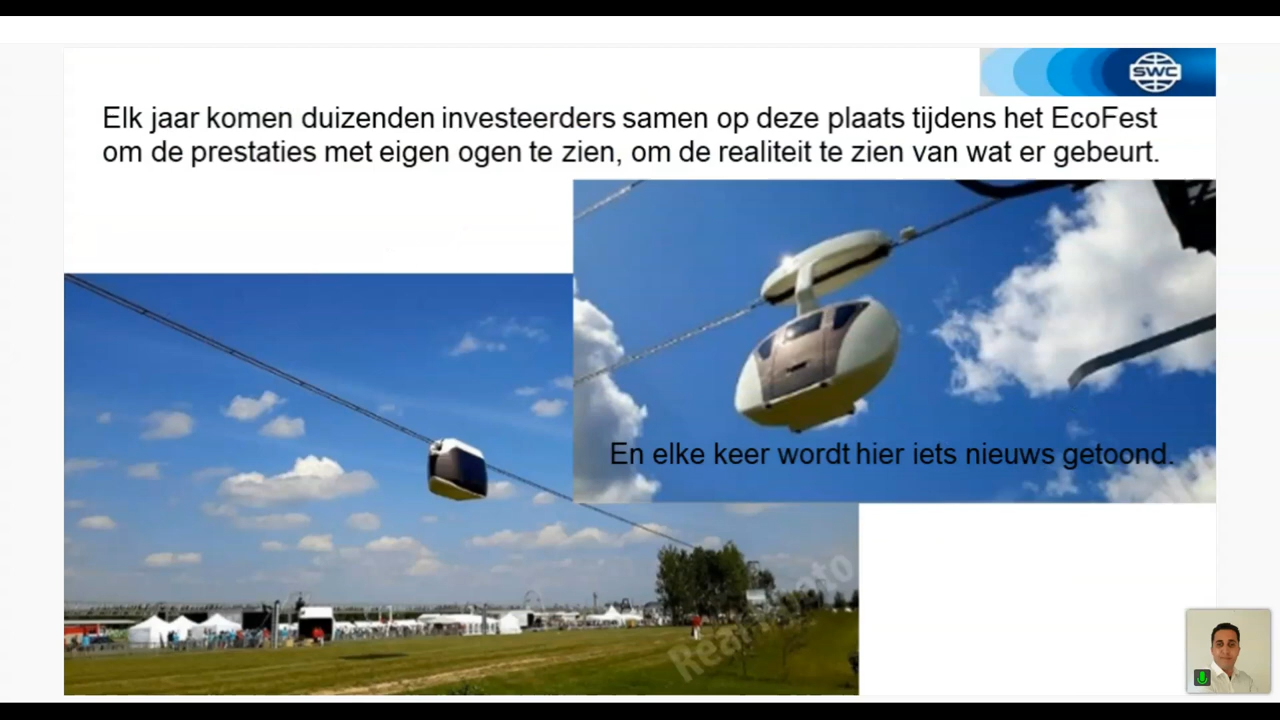 SWC
Elk jaar komen duizenden investeerders samen op deze plaats tijdens het EcoFest
om de prestaties met eigen ogen te zien, om de realiteit te zien van wat er gebeurt.
En elke keer wordt hier iets nieuws getoond.